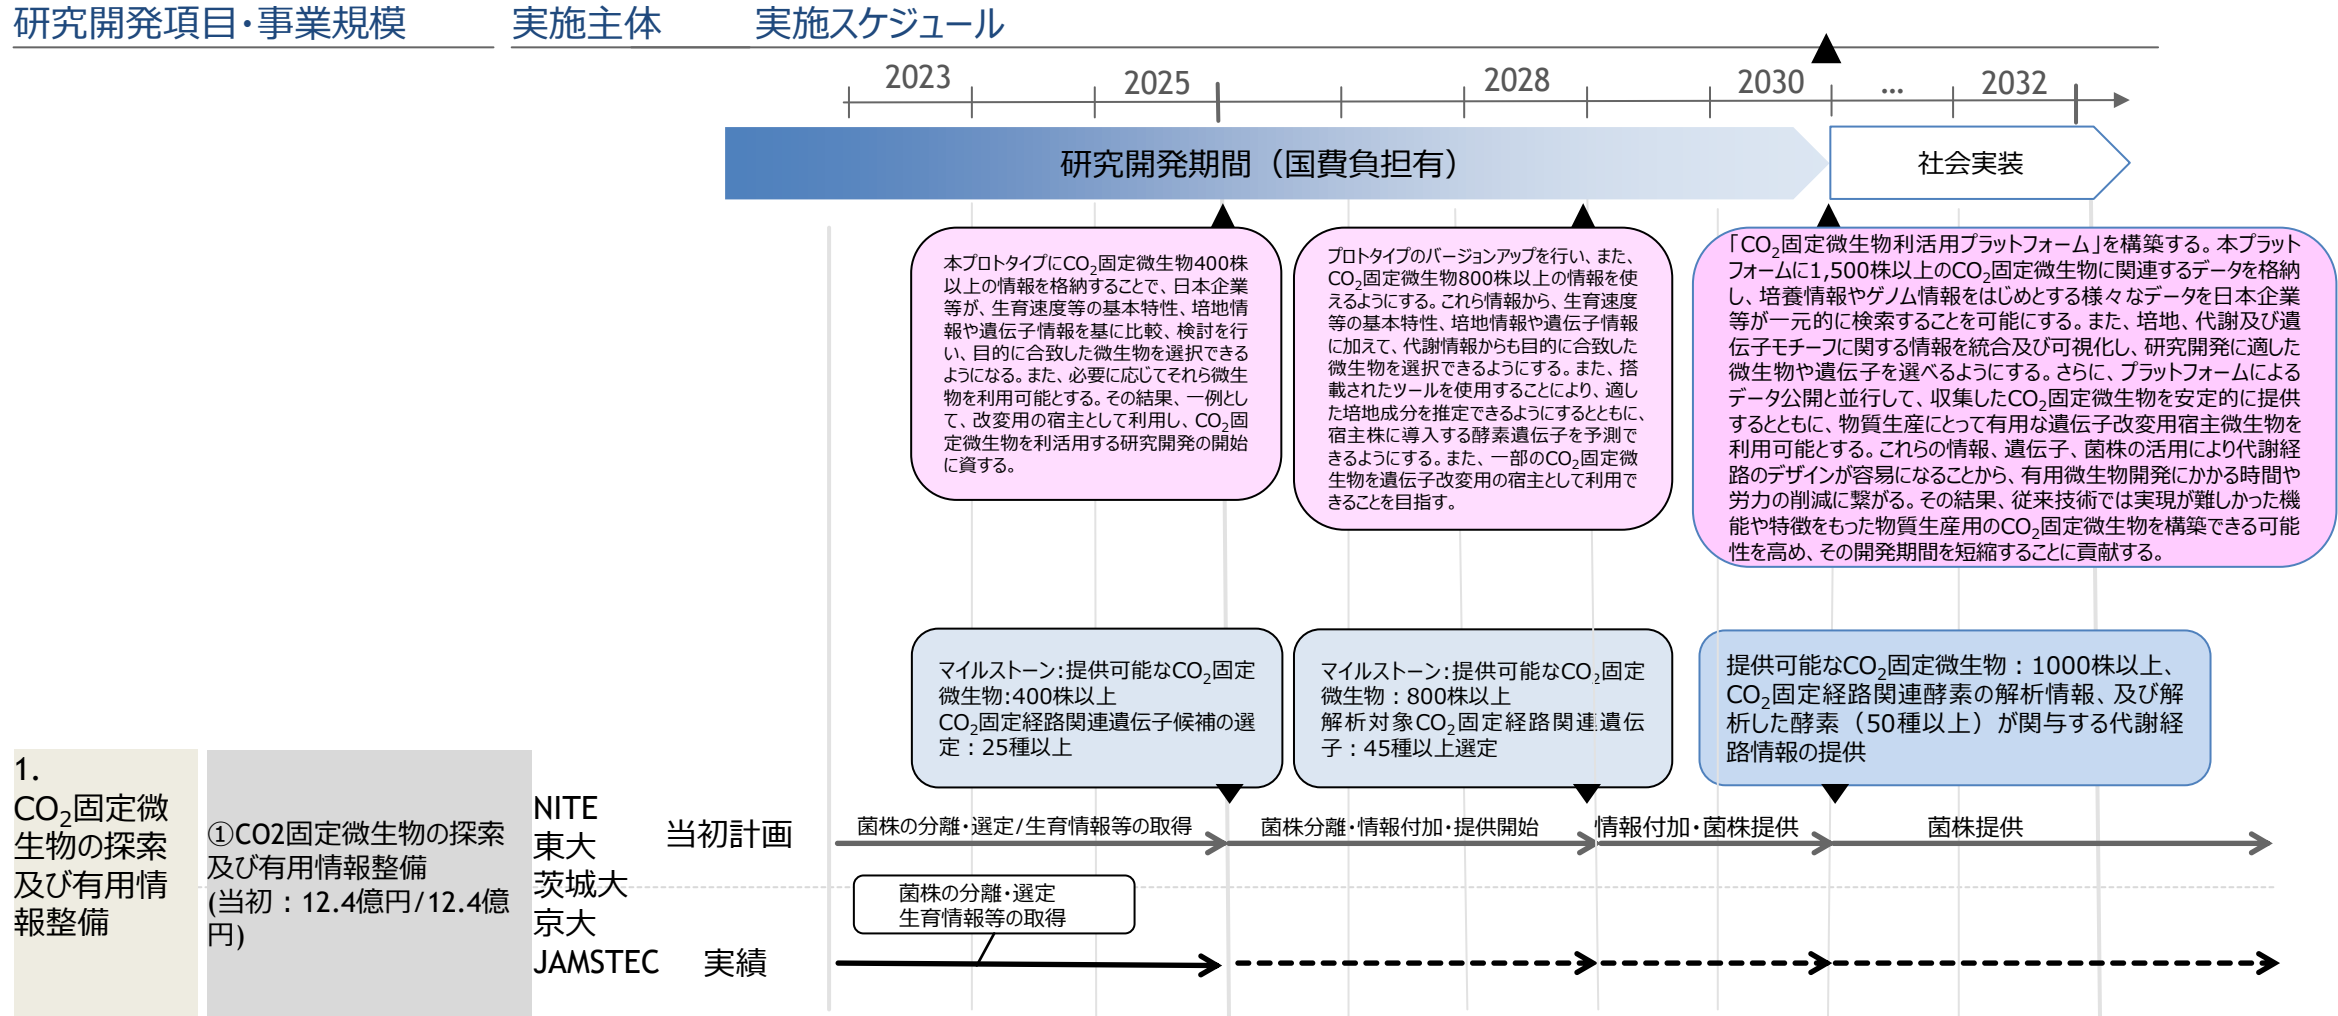 研究開発項目・事業規模
実施主体
実施スケジュール
2023
2025
2028
2030
...
2032
研究開発期間（国費負担有）
社会実装
本プロトタイプにCO₂固定微生物400株
以上の情報を格納することで、日本企業
等が、生育速度等の基本特性、培地情
報や遺伝子情報を基に比較、検討を行
い、目的に合致した微生物を選択できる
ようになる。また、必要に応じてそれら微生
物を利用可能とする。その結果、一例とし
て、改変用の宿主として利用し、CO₂固
定微生物を利活用する研究開発の開始
に資する。
プロトタイプのバージョンアップを行い、また、
CO₂固定微生物800株以上の情報を使
えるようにする。これら情報から、生育速度
等の基本特性、培地情報や遺伝子情報
に加えて、代謝情報からも目的に合致した
微生物を選択できるようにする。また、搭
載されたツールを使用することにより、適し
た培地成分を推定できるようにするとともに、
宿主株に導入する酵素遺伝子を予測で
きるようにする。また、一部のCO₂固定微
生物を遺伝子改変用の宿主として利用で
きることを目指す。
「CO₂固定微生物利活用プラットフォーム」を構築する。本プラット
フォームに1,500株以上のCO₂固定微生物に関連するデータを格納
し、培養情報やゲノム情報をはじめとする様々なデータを日本企業
等が一元的に検索することを可能にする。また、培地、代謝及び遺
伝子モチーフに関する情報を統合及び可視化し、研究開発に適した
微生物や遺伝子を選べるようにする。さらに、プラットフォームによる
データ公開と並行して、収集したCO₂固定微生物を安定的に提供
するとともに、物質生産にとって有用な遺伝子改変用宿主微生物を
利用可能とする。これらの情報、遺伝子、菌株の活用により代謝経
路のデザインが容易になることから、有用微生物開発にかかる時間や
労力の削減に繋がる。その結果、従来技術では実現が難しかった機
能や特徴をもった物質生産用のCO₂固定微生物を構築できる可能
性を高め、その開発期間を短縮することに貢献する。
マイルストーン:提供可能なCO₂固定
微生物:400株以上
CO₂固定経路関連遺伝子候補の選
定：25種以上
マイルストーン:提供可能なCO₂固定
微生物：800株以上
解析対象CO₂固定経路関連遺伝
子：45種以上選定
提供可能なCO₂固定微生物：1000株以上、
CO₂固定経路関連酵素の解析情報、及び解
析した酵素（50種以上）が関与する代謝経
路情報の提供
1.
CO₂固定微
生物の探索
及び有用情
報整備
①CO2固定微生物の探索
及び有用情報整備
(当初：12.4億円/12.4億
円)
NITE
東大
茨城大
京大
JAMSTEC
当初計画
菌株の分離・選定/生育情報等の取得
菌株分離・情報付加・提供開始
情報付加・菌株提供
菌株提供
菌株の分離・選定
生育情報等の取得
実績